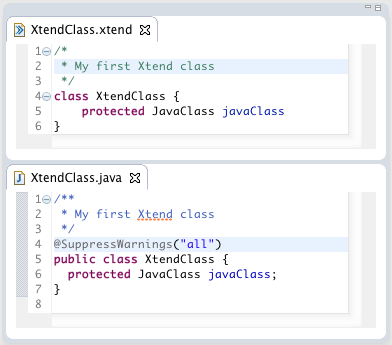 XtendClass.xtend
1 /*
2  * My first Xtend class
3  */
4 class XtendClass {
5     protected JavaClass javaClass
6 }
XtendClass.java
1 /**
2  * My first Xtend class
3  */
4 @SuppressWarnings("all")
5 public class XtendClass {
6   protected JavaClass javaClass;
7 }
8